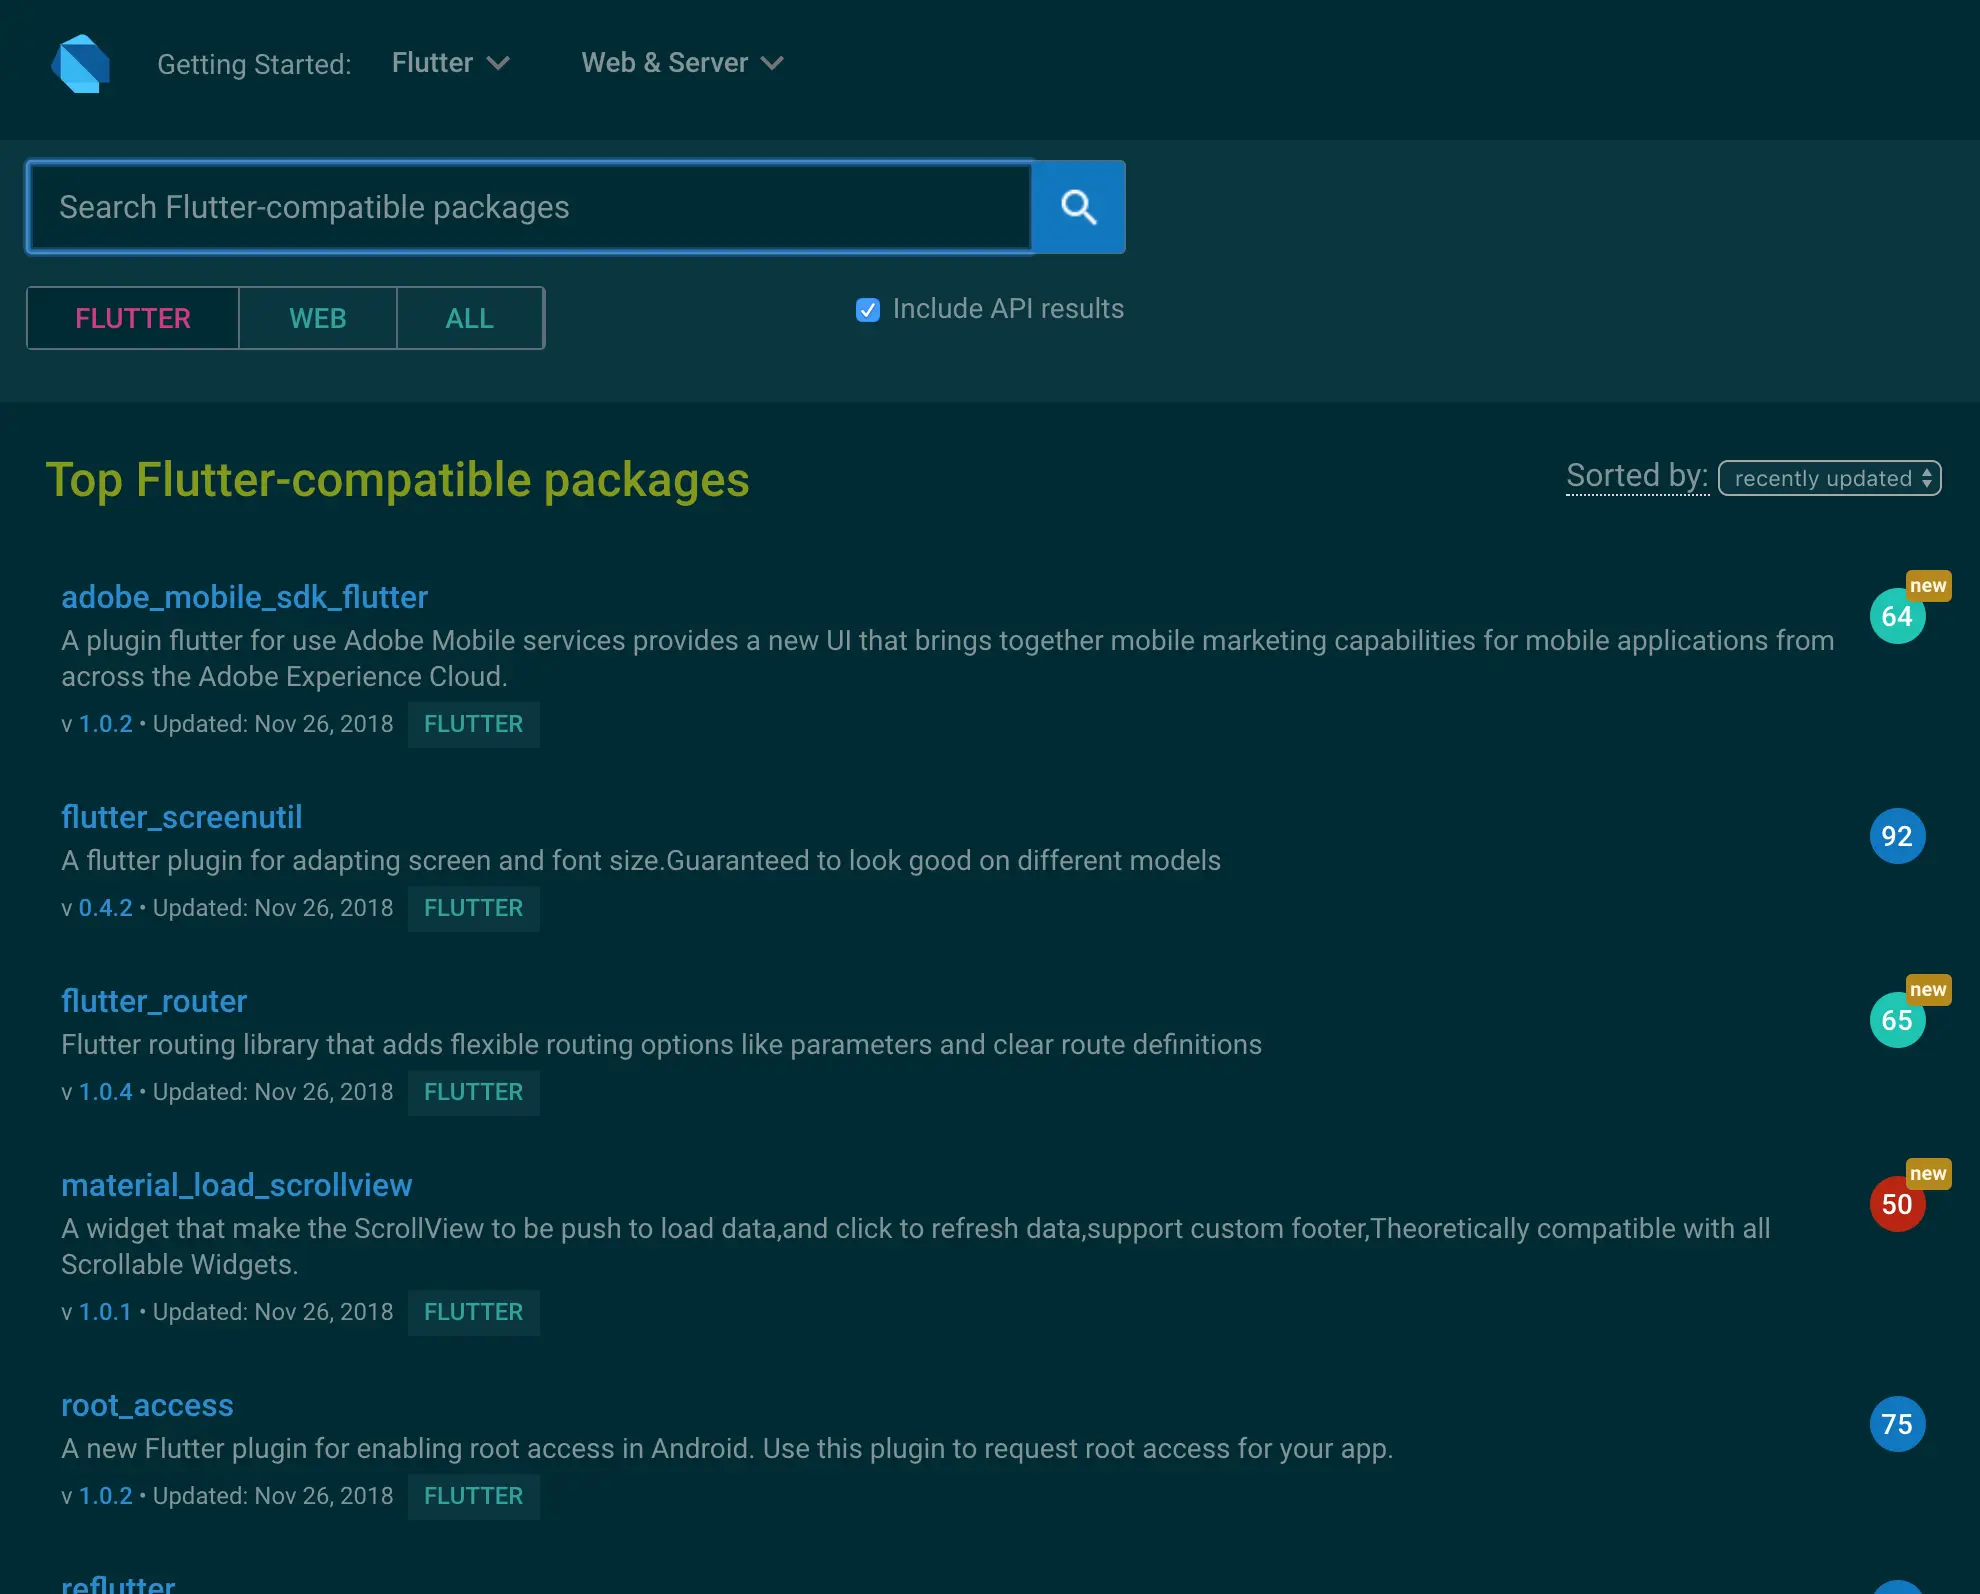 Getting Started: Flutter Web & Server
Search Flutter-compatible packages
FLUTTER WEB ALL
Include API results
Top Flutter-compatible packages
Sorted by: recently updated
adobe_mobile_sdk_flutter
new
64
A plugin flutter for use Adobe Mobile services provides a new UI that brings together mobile marketing capabilities for mobile applications from
across the Adobe Experience Cloud.
v 1.0.2 • Updated: Nov 26, 2018 FLUTTER
flutter_screenutil
92
A flutter plugin for adapting screen and font size.Guaranteed to look good on different models
v 0.4.2 • Updated: Nov 26, 2018 FLUTTER
flutter_router
new
65
Flutter routing library that adds flexible routing options like parameters and clear route definitions
v 1.0.4 • Updated: Nov 26, 2018 FLUTTER
material_load_scrollview
new
50
A widget that make the ScrollView to be push to load data,and click to refresh data,support custom footer,Theoretically compatible with all
Scrollable Widgets.
v 1.0.1 • Updated: Nov 26, 2018 FLUTTER
root_access
75
A new Flutter plugin for enabling root access in Android. Use this plugin to request root access for your app.
v 1.0.2 • Updated: Nov 26, 2018 FLUTTER
reflutter